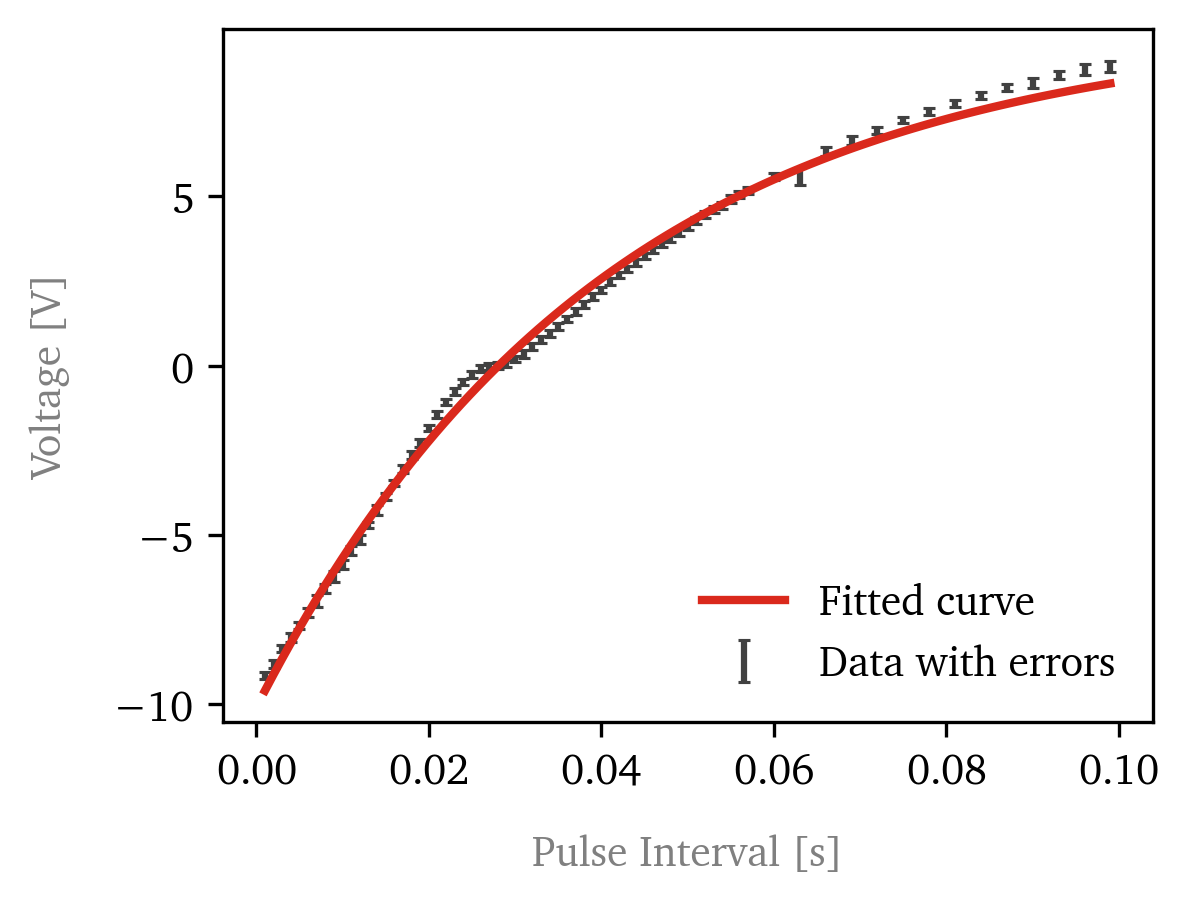 5
0
−5
−10
0.00 0.02 0.04 0.06 0.08 0.10
Voltage [V]
Pulse Interval [s]
Fitted curve
Data with errors